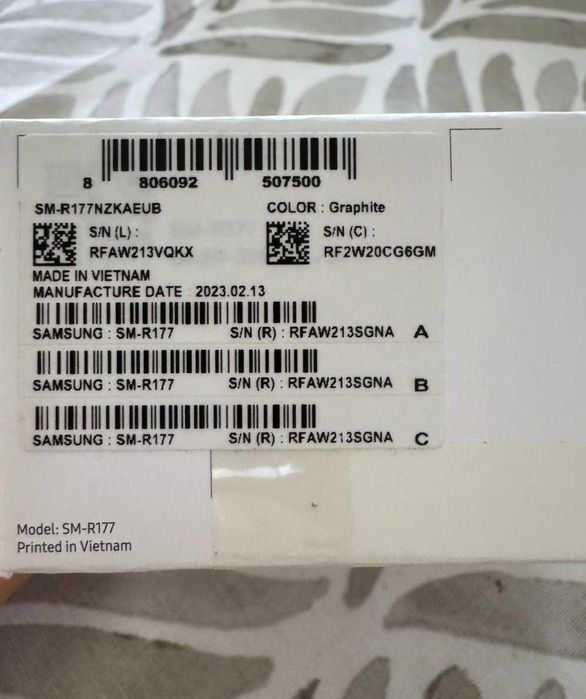 8 806092 507500
SM-R177NZKAEUB COLOR : Graphite
S/N (L) : S/N (C) :
RFAW213VQKX RF2W20CG6GM
MADE IN VIETNAM
MANUFACTURE DATE : 2023.02.13
SAMSUNG : SM-R177 S/N (R) : RFAW213SGNA A
SAMSUNG : SM-R177 S/N (R) : RFAW213SGNA B
SAMSUNG : SM-R177 S/N (R) : RFAW213SGNA C
Model: SM-R177
Printed in Vietnam